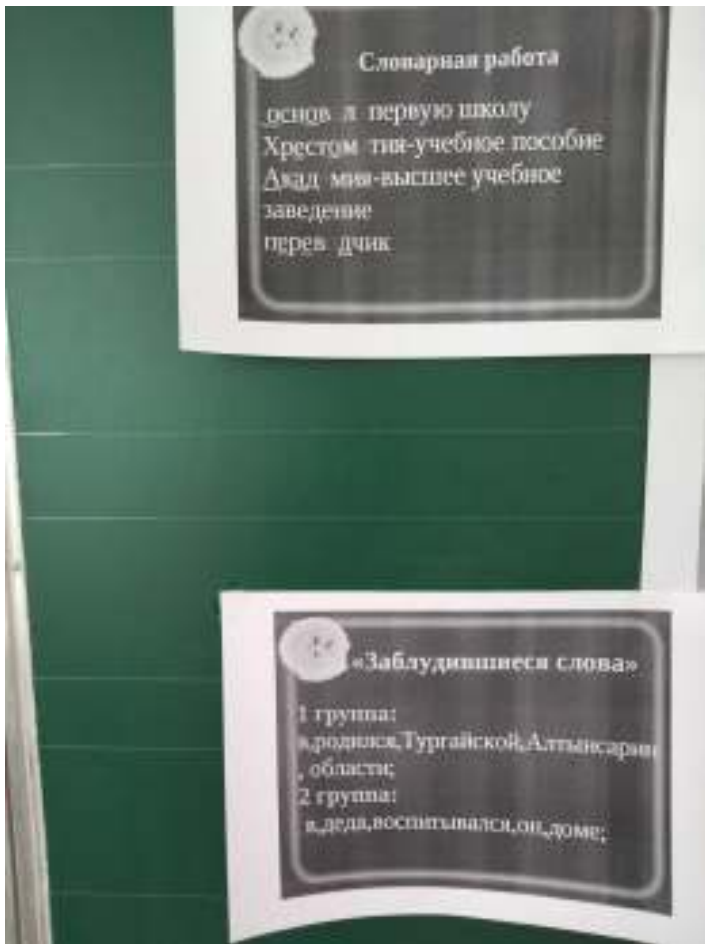 Словарная работа
основ л первую школу
Хрестом тия-учебное пособие
Акад мия-высшее учебное
заведение
перев дчик
«Заблудившиеся слова»
1 группа:
в,родился,Тургайской,Алтынсарин
, области;
2 группа:
в,деда,воспитывался,он,доме;